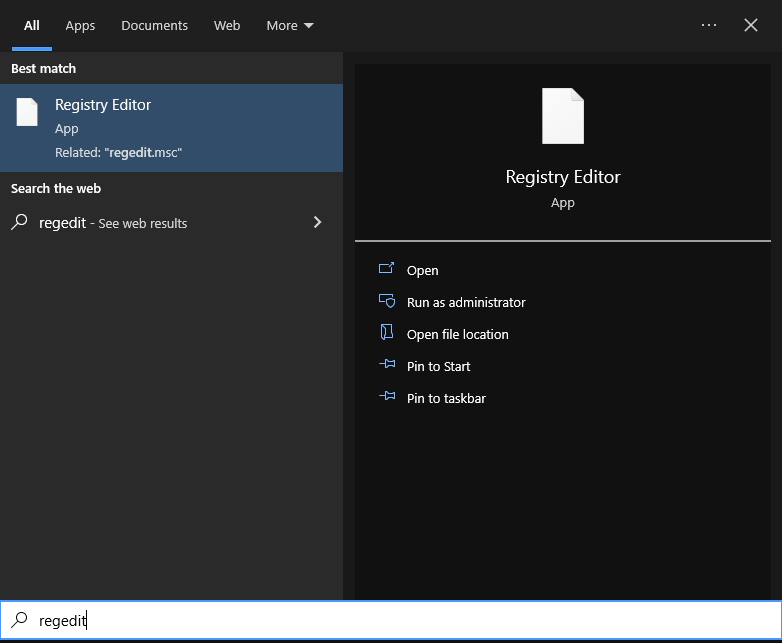 All Apps Documents Web More ···
Best match
Registry Editor
App
Related: "regedit.msc"
Search the web
regedit - See web results
Registry Editor
App
Open
Run as administrator
Open file location
Pin to Start
Pin to taskbar
regedit